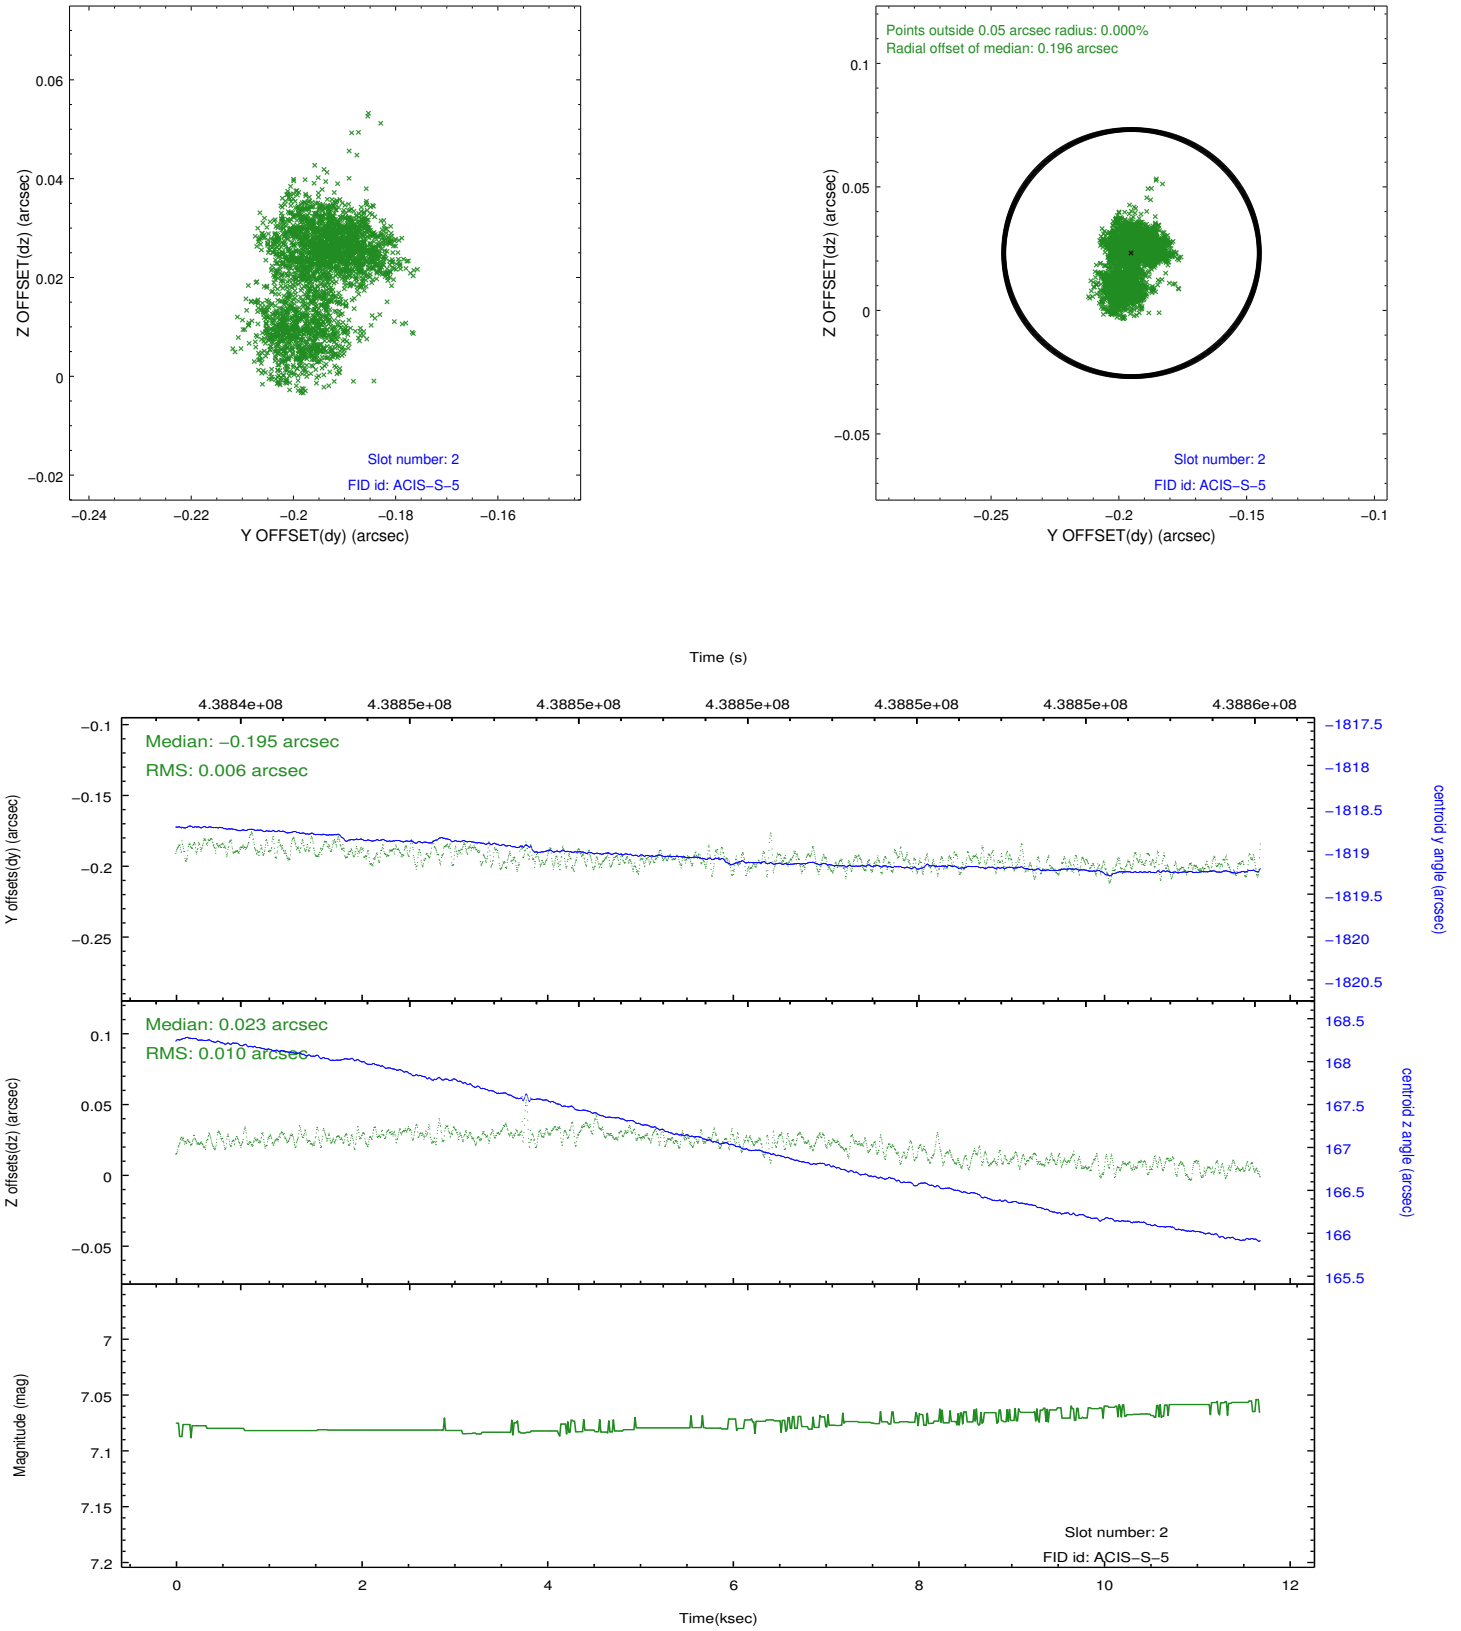 0.06
0.04
0.02
0
−0.02
Z OFFSET(dz) (arcsec)
Slot number: 2
FID id: ACIS−S−5
−0.24
−0.22
−0.2
−0.18
−0.16
Y OFFSET(dy) (arcsec)
Points outside 0.05 arcsec radius: 0.000%
Radial offset of median: 0.196 arcsec
0.1
0.05
0
−0.05
Z OFFSET(dz) (arcsec)
Slot number: 2
FID id: ACIS−S−5
−0.25
−0.2
−0.15
−0.1
Y OFFSET(dy) (arcsec)
Time (s)
4.3884e+08
4.3885e+08
4.3885e+08
4.3885e+08
4.3885e+08
4.3885e+08
4.3886e+08
Median: −0.195 arcsec
RMS: 0.006 arcsec
−0.1
−0.15
−0.2
−0.25
Y offsets(dy) (arcsec)
−1817.5
−1818
−1818.5
−1819
−1819.5
−1820
−1820.5
centroid y angle (arcsec)
Median: 0.023 arcsec
RMS: 0.010 arcsec
0.1
0.05
0
−0.05
Z offsets(dz) (arcsec)
168.5
168
167.5
167
166.5
166
165.5
centroid z angle (arcsec)
7
7.05
7.1
7.15
7.2
Magnitude (mag)
Slot number: 2
FID id: ACIS−S−5
0
2
4
6
8
10
12
Time(ksec)